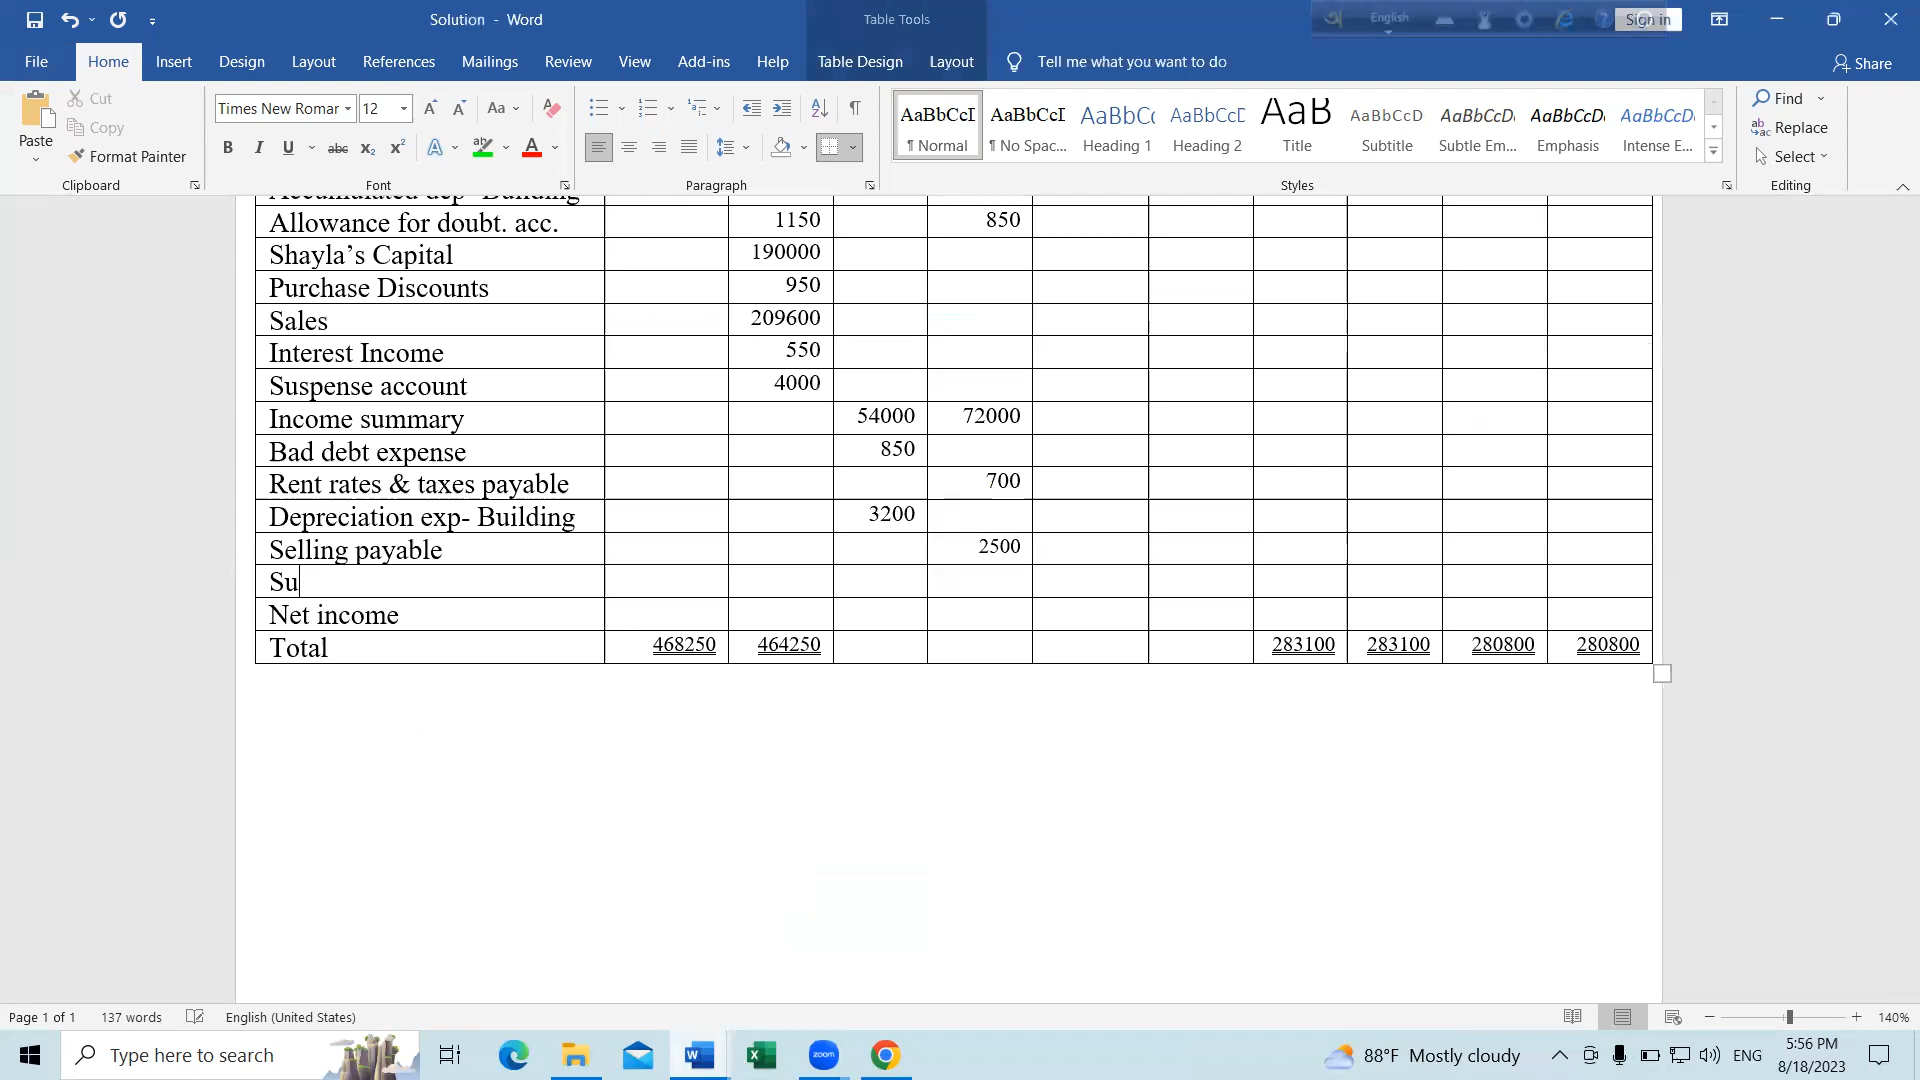 Solution - Word
Table Tools
English
Sign in
File Home Insert Design Layout References Mailings Review View Add-ins Help Table Design Layout Tell me what you want to do Share
Paste
Cut
Copy
Format Painter
Clipboard
Times New Romar 12
Font
Paragraph
AaBbCcI AaBbCcI AaBbC AaBbCcD AaB AaBbCcD AaBbCcD AaBbCcD AaBbCcD
¶ Normal ¶ No Spac... Heading 1 Heading 2 Title Subtitle Subtle Em... Emphasis Intense E...
Styles
Find
Replace
Select
Editing
Accumulated dep- Building
Allowance for doubt. acc. 1150 850
Shayla’s Capital 190000
Purchase Discounts 950
Sales 209600
Interest Income 550
Suspense account 4000
Income summary 54000 72000
Bad debt expense 850
Rent rates & taxes payable 700
Depreciation exp- Building 3200
Selling payable 2500
Su
Net income
Total 468250 464250 283100 283100 280800 280800
Page 1 of 1 137 words English (United States) 140%
Type here to search
zoom
88°F Mostly cloudy
ENG
5:56 PM
8/18/2023